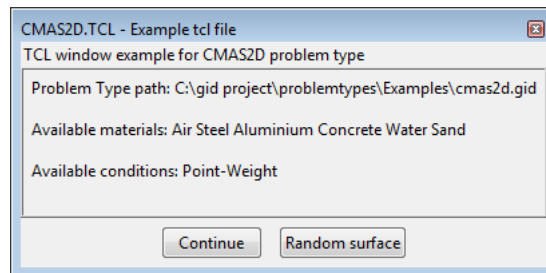 CMAS2D.TCL - Example tcl file
TCL window example for CMAS2D problem type
Problem Type path: C:\gid project\problemtypes\Examples\cmas2d.gid
Available materials: Air Steel Aluminium Concrete Water Sand
Available conditions: Point-Weight
Continue Random surface